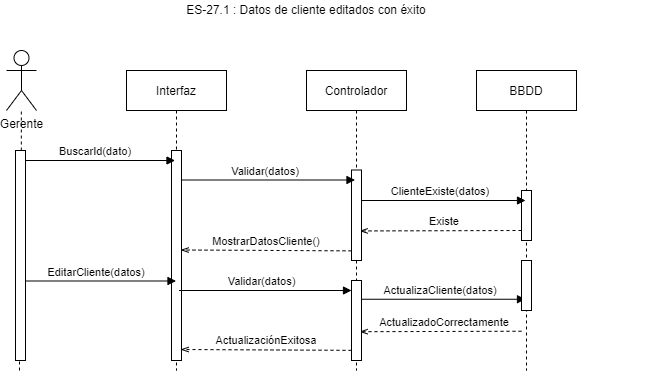 ES-27.1 : Datos de cliente editados con éxito
Interfaz
Controlador
BBDD
Gerente
BuscarId(dato)
Validar(datos)
ClienteExiste(datos)
Existe
MostrarDatosCliente()
EditarCliente(datos)
Validar(datos)
ActualizaCliente(datos)
ActualizadoCorrectamente
ActualizaciónExitosa